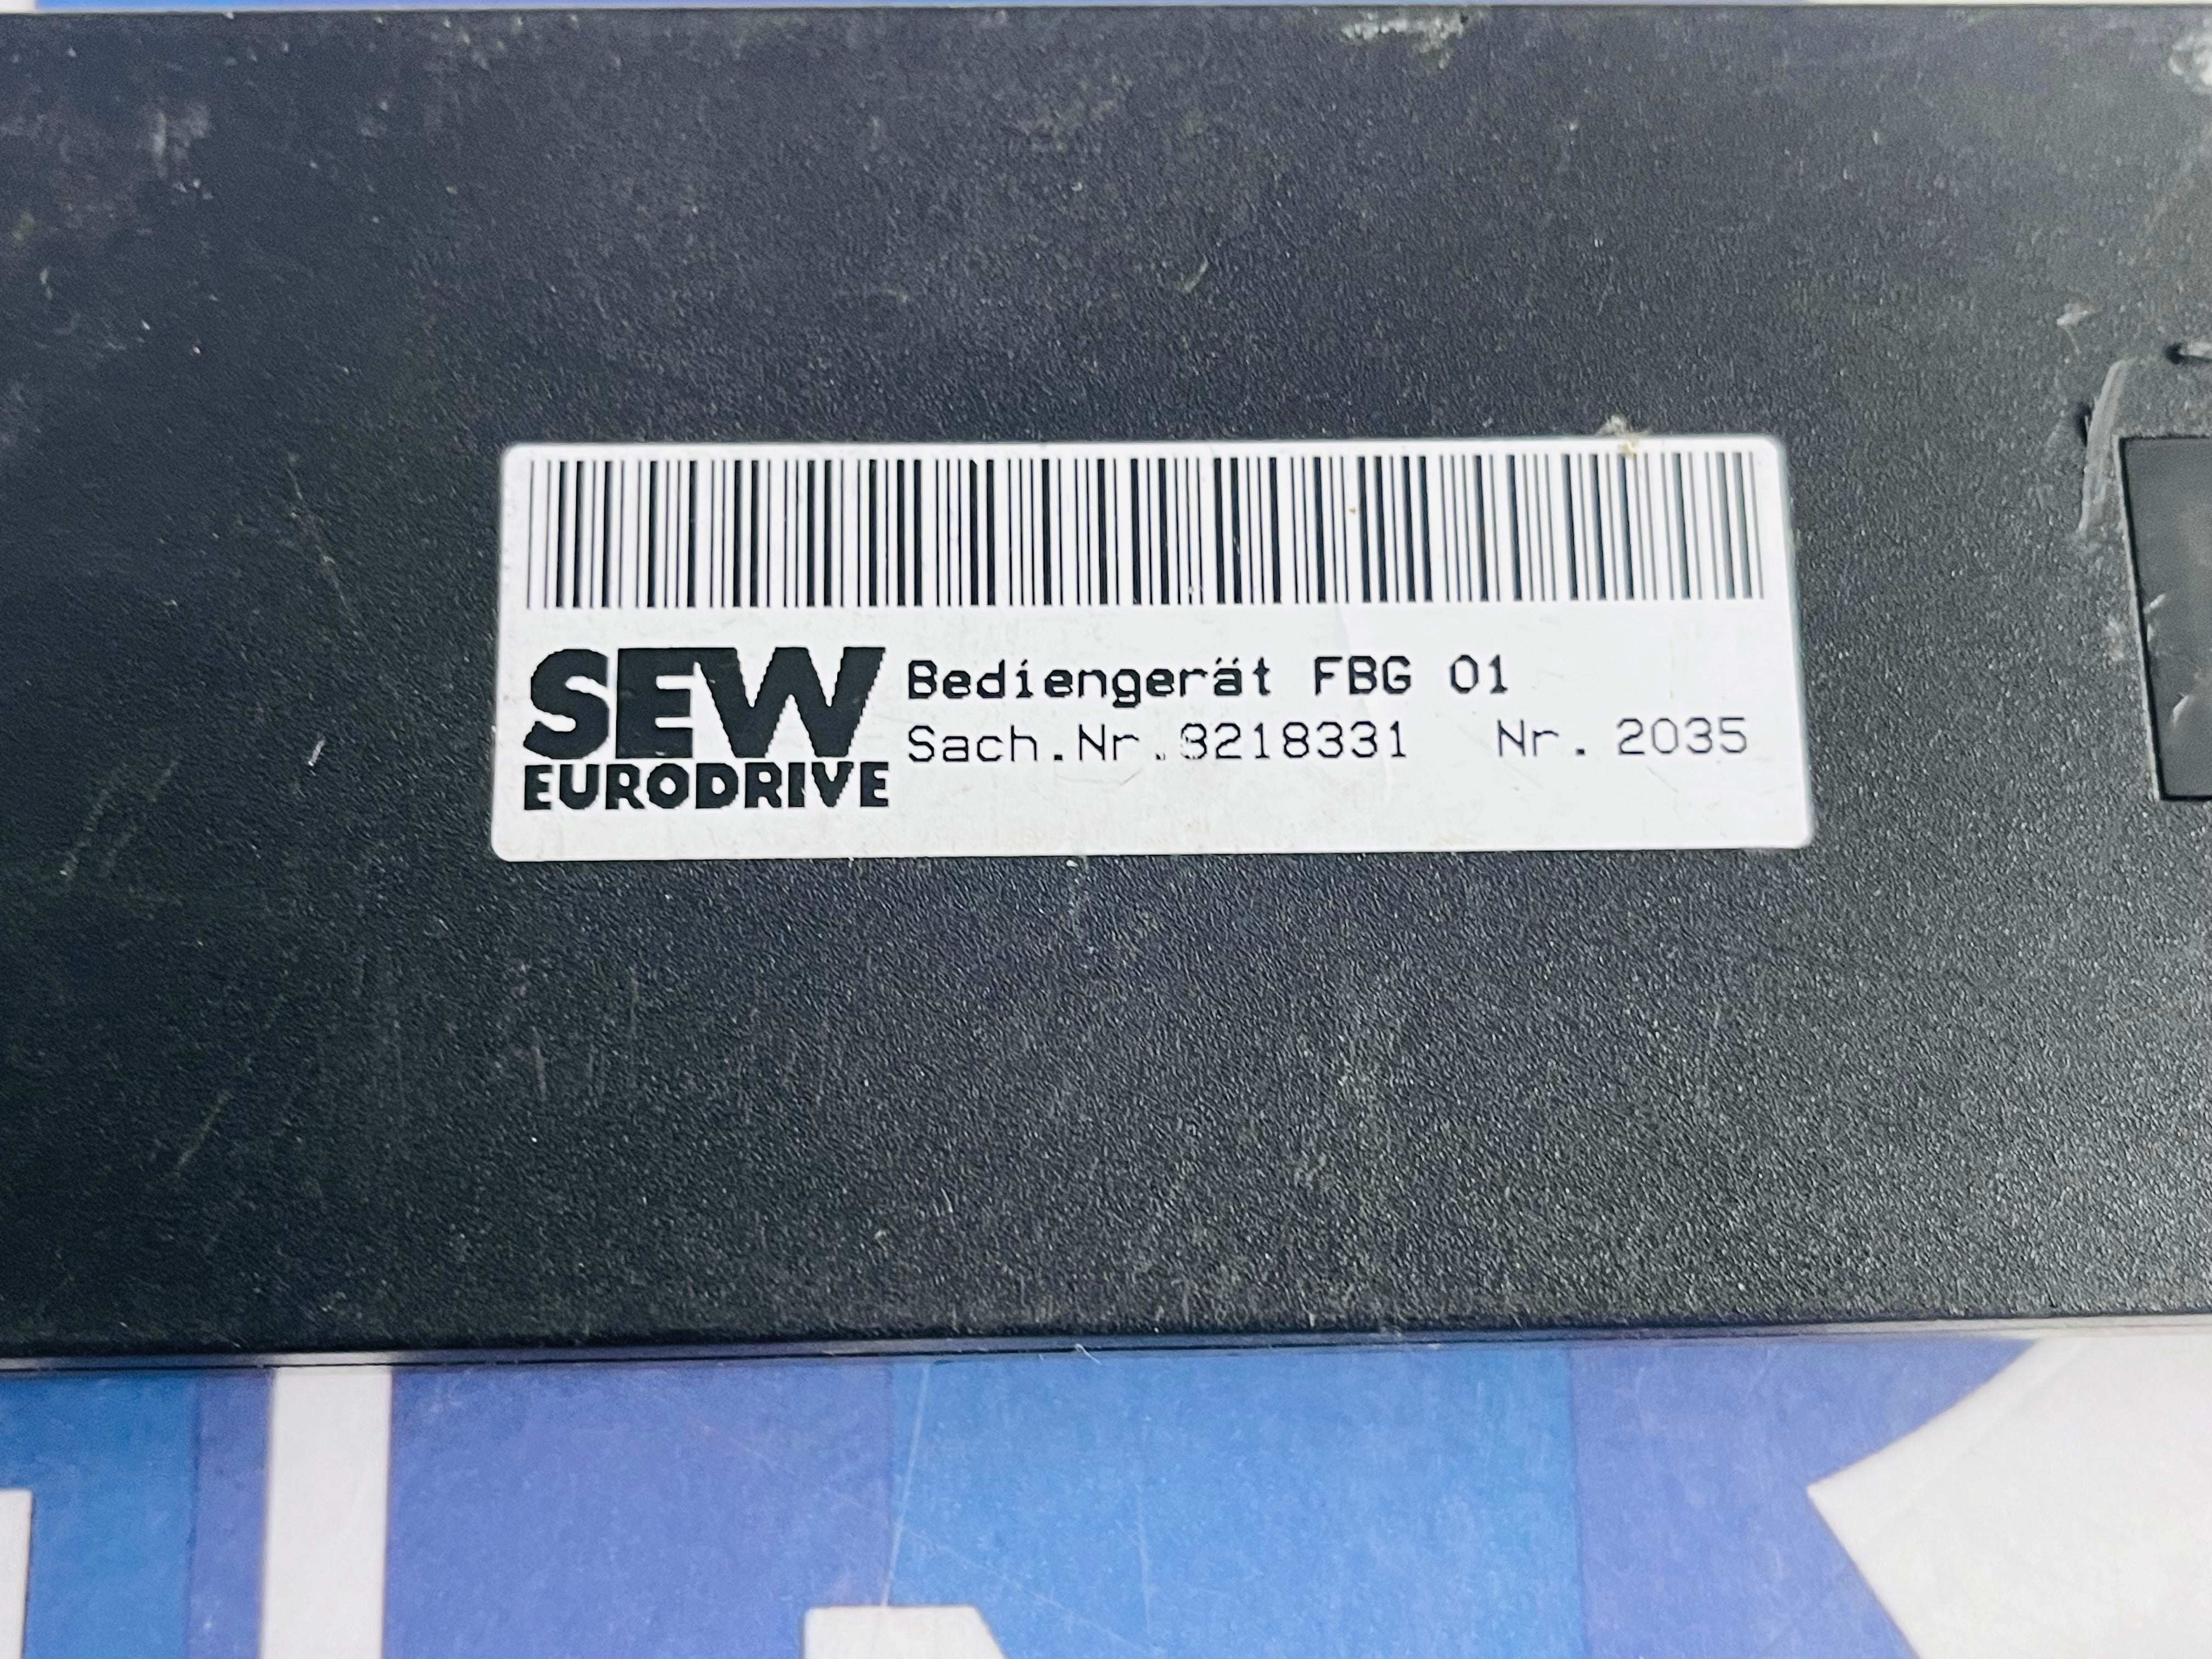 SEW
EURODRIVE
Bediengerät FBG 01
Sach.Nr.8218331 Nr. 2035